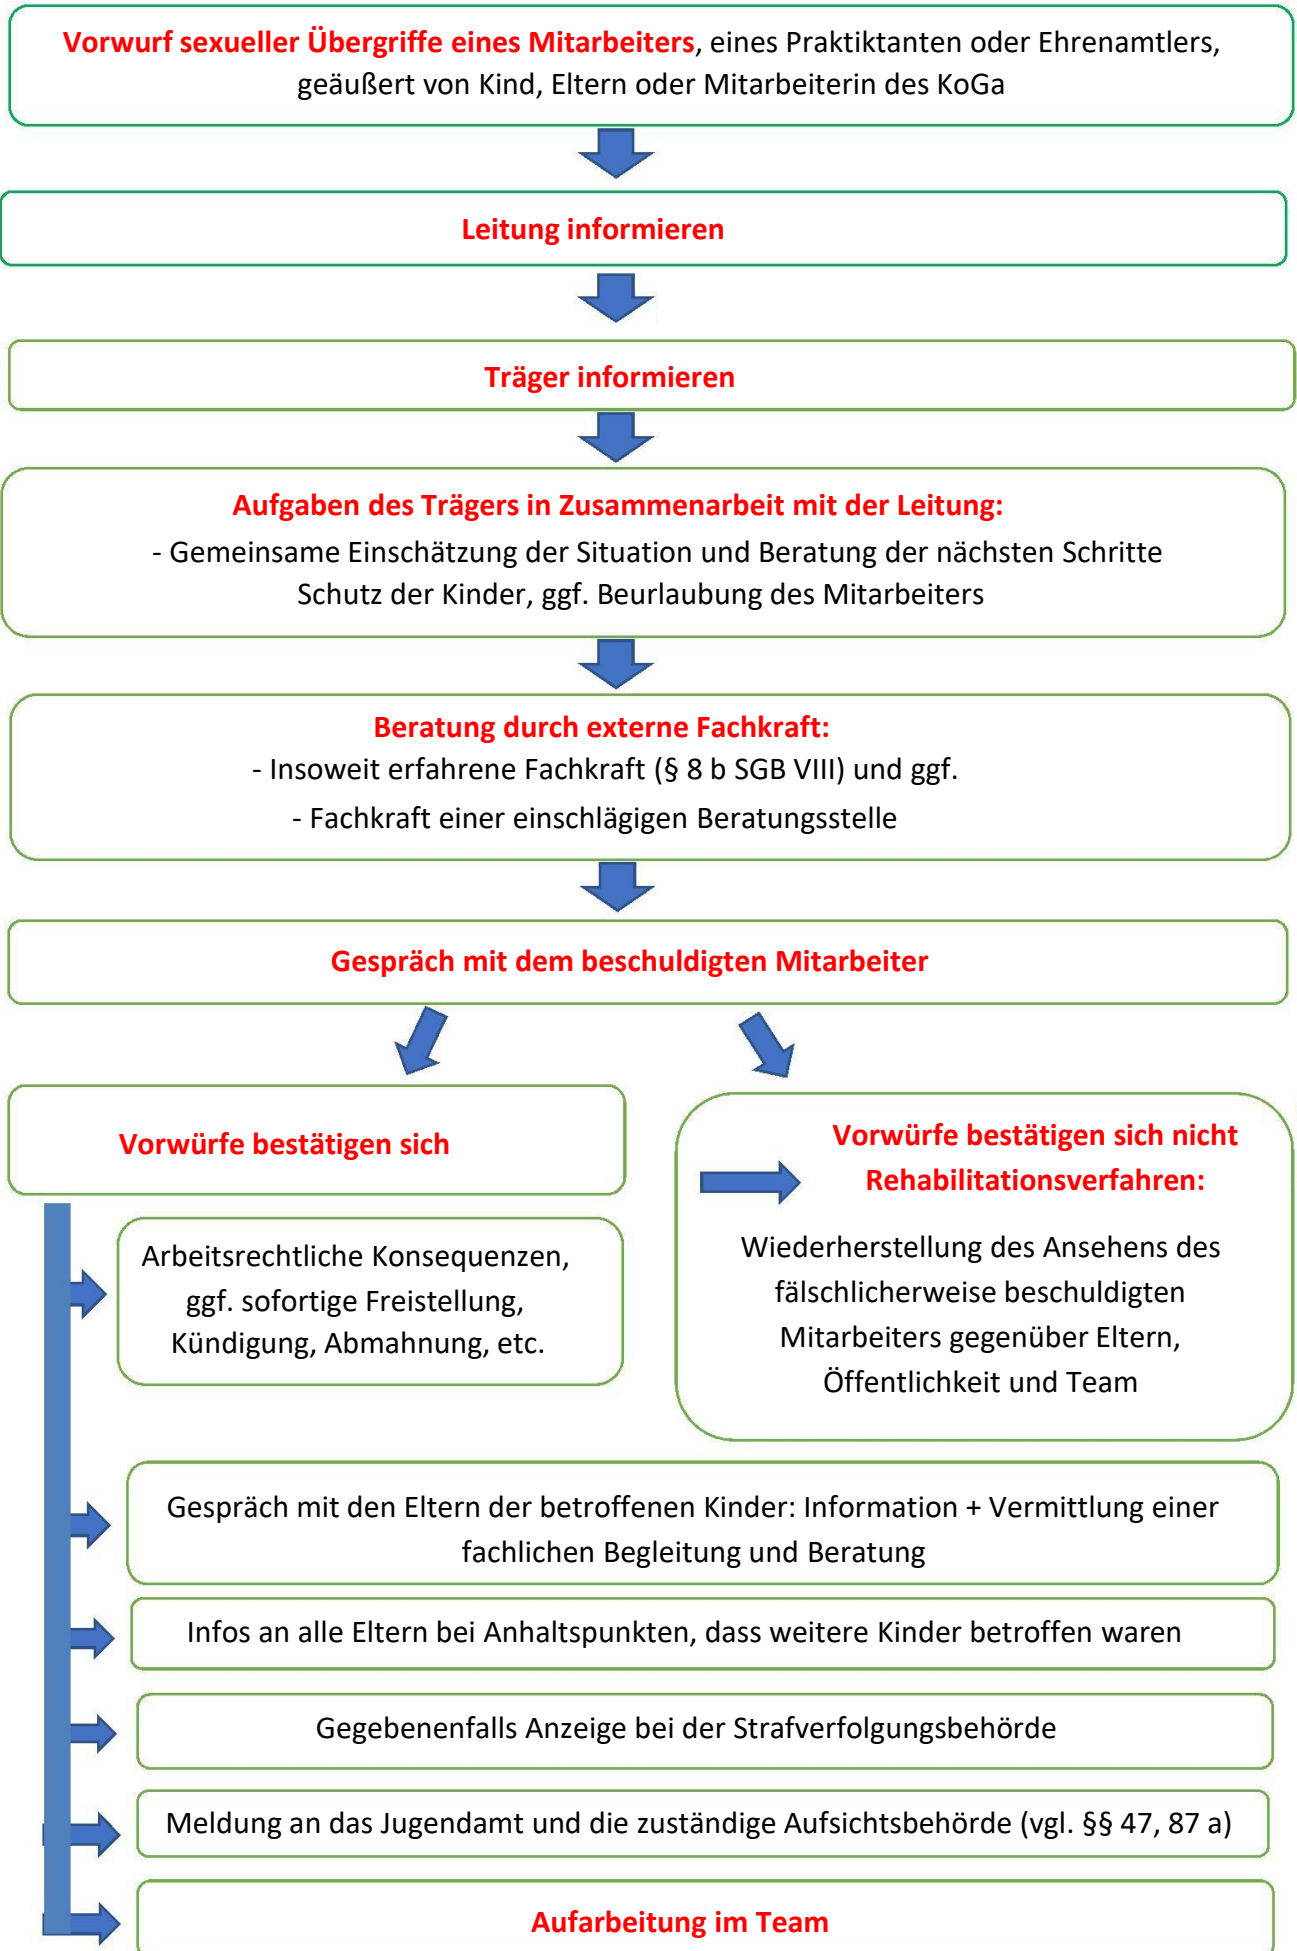 Vorwurf sexueller Übergriffe eines Mitarbeiters, eines Praktiktanten oder Ehrenamtlers,
geäußert von Kind, Eltern oder Mitarbeiterin des KoGa
Leitung informieren
Träger informieren
Aufgaben des Trägers in Zusammenarbeit mit der Leitung:
- Gemeinsame Einschätzung der Situation und Beratung der nächsten Schritte
Schutz der Kinder, ggf. Beurlaubung des Mitarbeiters
Beratung durch externe Fachkraft:
- Insoweit erfahrene Fachkraft (§ 8 b SGB VIII) und ggf.
- Fachkraft einer einschlägigen Beratungsstelle
Gespräch mit dem beschuldigten Mitarbeiter
Vorwürfe bestätigen sich
Arbeitsrechtliche Konsequenzen,
ggf. sofortige Freistellung,
Kündigung, Abmahnung, etc.
Vorwürfe bestätigen sich nicht
Rehabilitationsverfahren:
Wiederherstellung des Ansehens des
fälschlicherweise beschuldigten
Mitarbeiters gegenüber Eltern,
Öffentlichkeit und Team
Gespräch mit den Eltern der betroffenen Kinder: Information + Vermittlung einer
fachlichen Begleitung und Beratung
Infos an alle Eltern bei Anhaltspunkten, dass weitere Kinder betroffen waren
Gegebenenfalls Anzeige bei der Strafverfolgungsbehörde
Meldung an das Jugendamt und die zuständige Aufsichtsbehörde (vgl. §§ 47, 87 a)
Aufarbeitung im Team